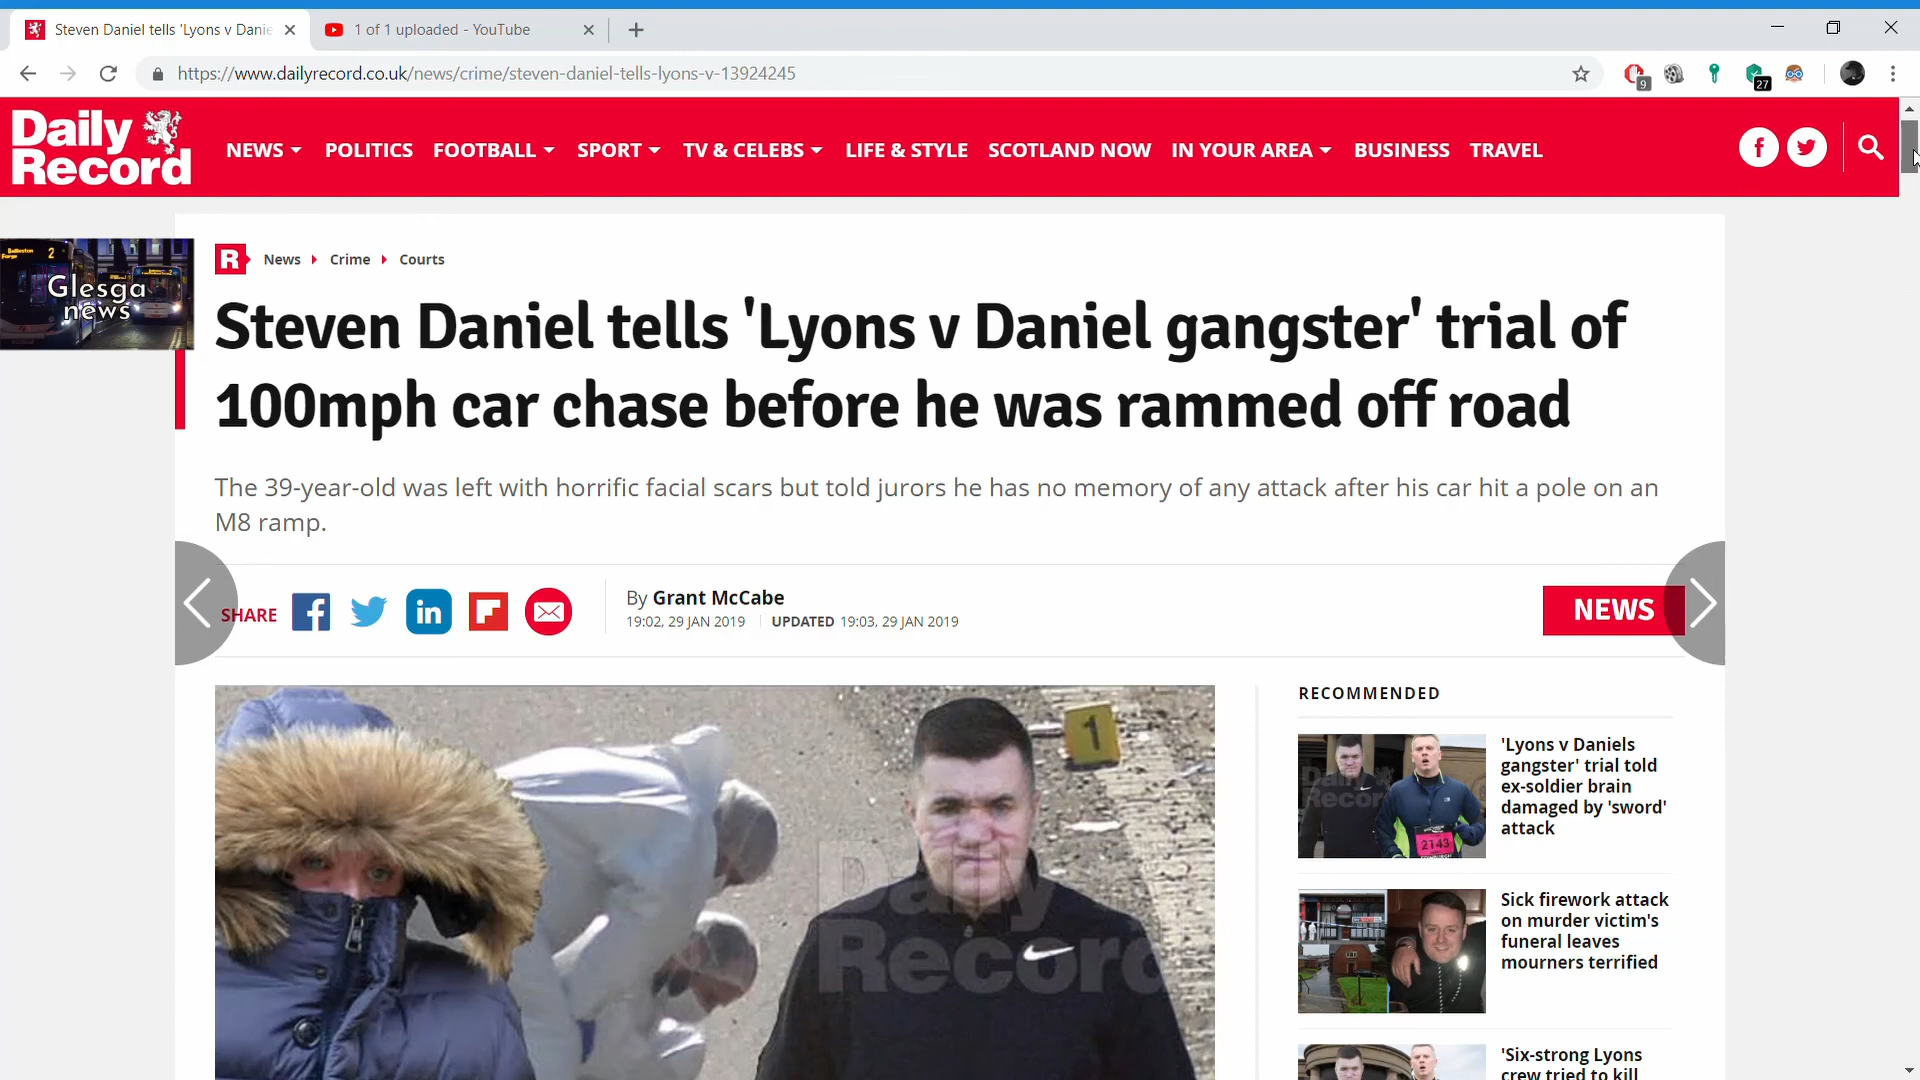 Steven Daniel tells 'Lyons v Danie
1 of 1 uploaded - YouTube
https://www.dailyrecord.co.uk/news/crime/steven-daniel-tells-lyons-v-13924245
9
27
Daily
Record
NEWS POLITICS FOOTBALL SPORT TV & CELEBS LIFE & STYLE SCOTLAND NOW IN YOUR AREA BUSINESS TRAVEL
2
Glesga
news
R News Crime Courts
Steven Daniel tells 'Lyons v Daniel gangster' trial of
100mph car chase before he was rammed off road
The 39-year-old was left with horrific facial scars but told jurors he has no memory of any attack after his car hit a pole on an
M8 ramp.
SHARE
By Grant McCabe
19:02, 29 JAN 2019 UPDATED 19:03, 29 JAN 2019
NEWS
1
Daily
Record
RECOMMENDED
Daily
Record
2143
'Lyons v Daniels
gangster' trial told
ex-soldier brain
damaged by 'sword'
attack
Sick firework attack
on murder victim's
funeral leaves
mourners terrified
'Six-strong Lyons
crew tried to kill